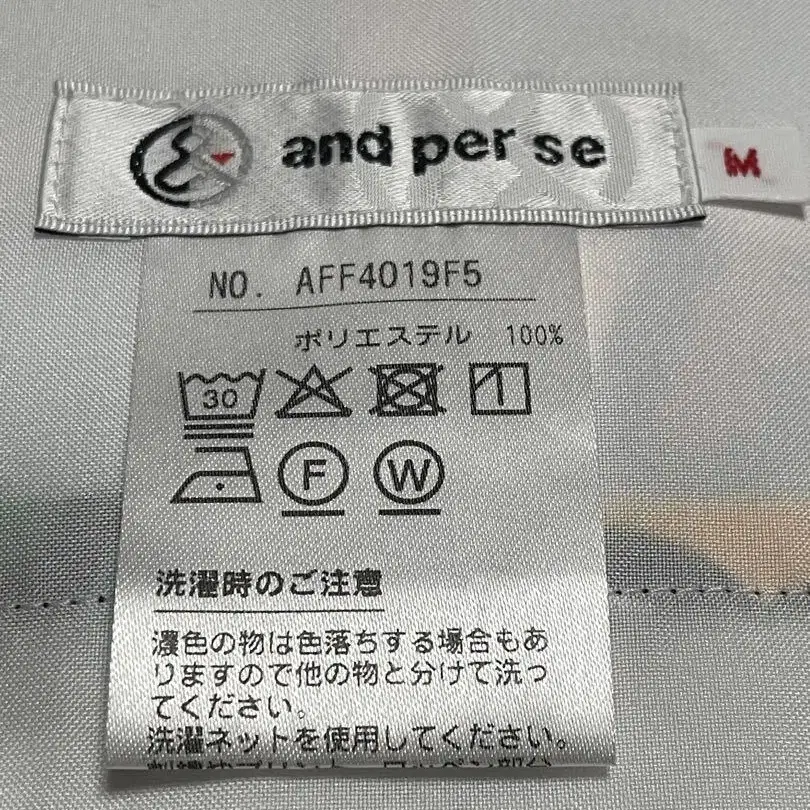 and per se
M
NO. AFF4019F5
ポリエステル 100%
30
F
W
洗濯時のご注意
濃色の物は色落ちする場合もあ
りますので他の物と分けて洗っ
てください。
洗濯ネットを使用してください。